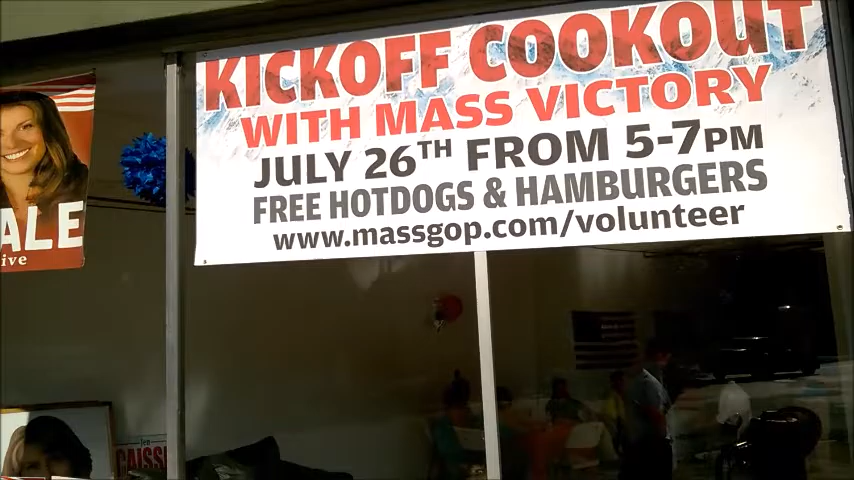 KICKOFF COOKOUT
WITH MASS VICTORY
JULY 26TH FROM 5-7PM
FREE HOTDOGS & HAMBURGERS
www.massgop.com/volunteer
ALE
ive
Jen
CAISS